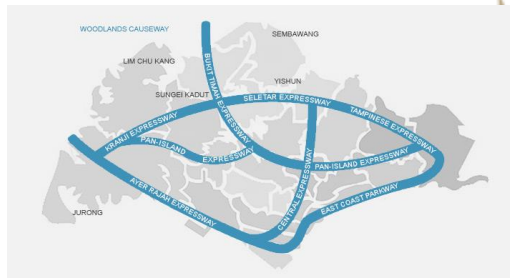 WOODLANDS CAUSEWAY
SEMBAWANG
LIM CHU KANG
BUKIT TIMAH EXPRESSWAY
YISHUN
SUNGEI KADUT
SELETAR EXPRESSWAY
TAMPINESE EXPRESSWAY
KRANJI EXPRESSWAY
PAN-ISLAND EXPRESSWAY
PAN-ISLAND EXPRESSWAY
CENTRAL EXPRESSWAY
AYER RAJAH EXPRESSWAY
EAST COAST PARKWAY
JURONG